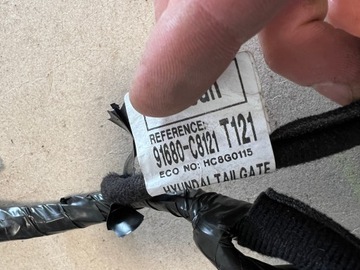 REFERENCE:
91680-C8121 T121
ECO NO: HC8G0115
HYUNDAI TAILGATE